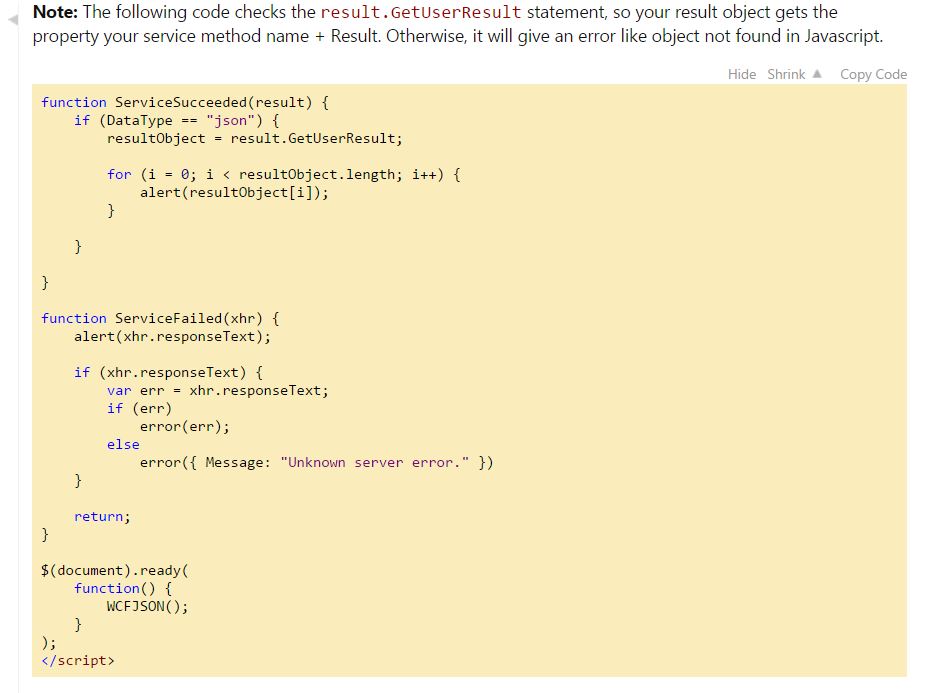 Note: The following code checks the result.GetUserResult statement, so your result object gets the
property your service method name + Result. Otherwise, it will give an error like object not found in Javascript.
Hide Shrink ▲ Copy Code
function ServiceSucceeded(result) {
    if (DataType == "json") {
        resultObject = result.GetUserResult;
        for (i = 0; i < resultObject.length; i++) {
            alert(resultObject[i]);
        }
    }
}
function ServiceFailed(xhr) {
    alert(xhr.responseText);
    if (xhr.responseText) {
        var err = xhr.responseText;
        if (err)
            error(err);
        else
            error({ Message: "Unknown server error." })
    }
    return;
}
$(document).ready(
    function() {
        WCFJSON();
    }
);
</script>